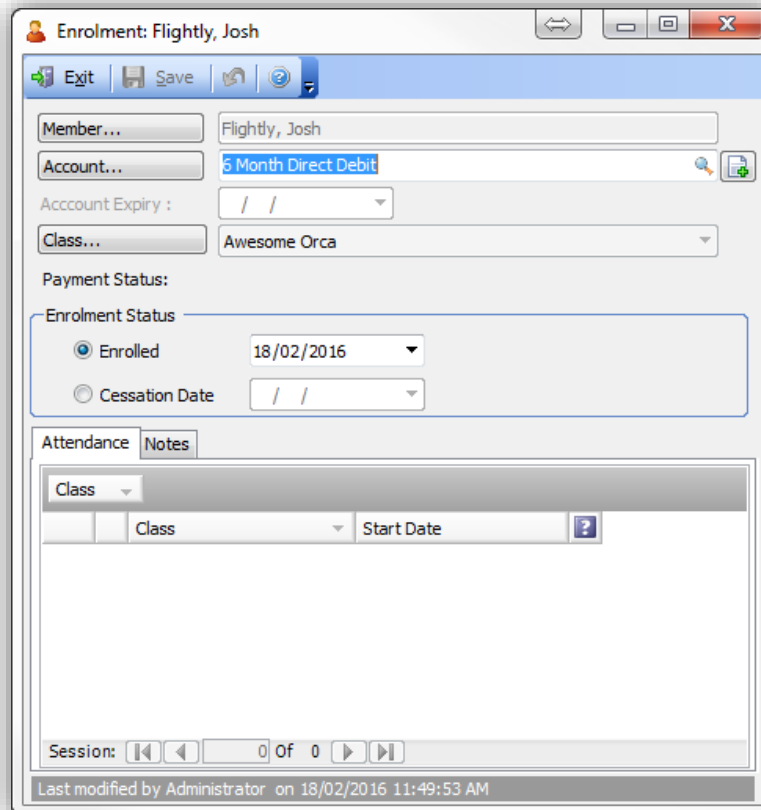 Enrolment: Flightly, Josh
Exit Save
Member... Flightly, Josh
Account... 6 Month Direct Debit
Acccount Expiry : / /
Class... Awesome Orca
Payment Status:
Enrolment Status
Enrolled 18/02/2016
Cessation Date / /
Attendance Notes
Class
Class Start Date ?
Session: 0 Of 0
Last modified by Administrator on 18/02/2016 11:49:53 AM